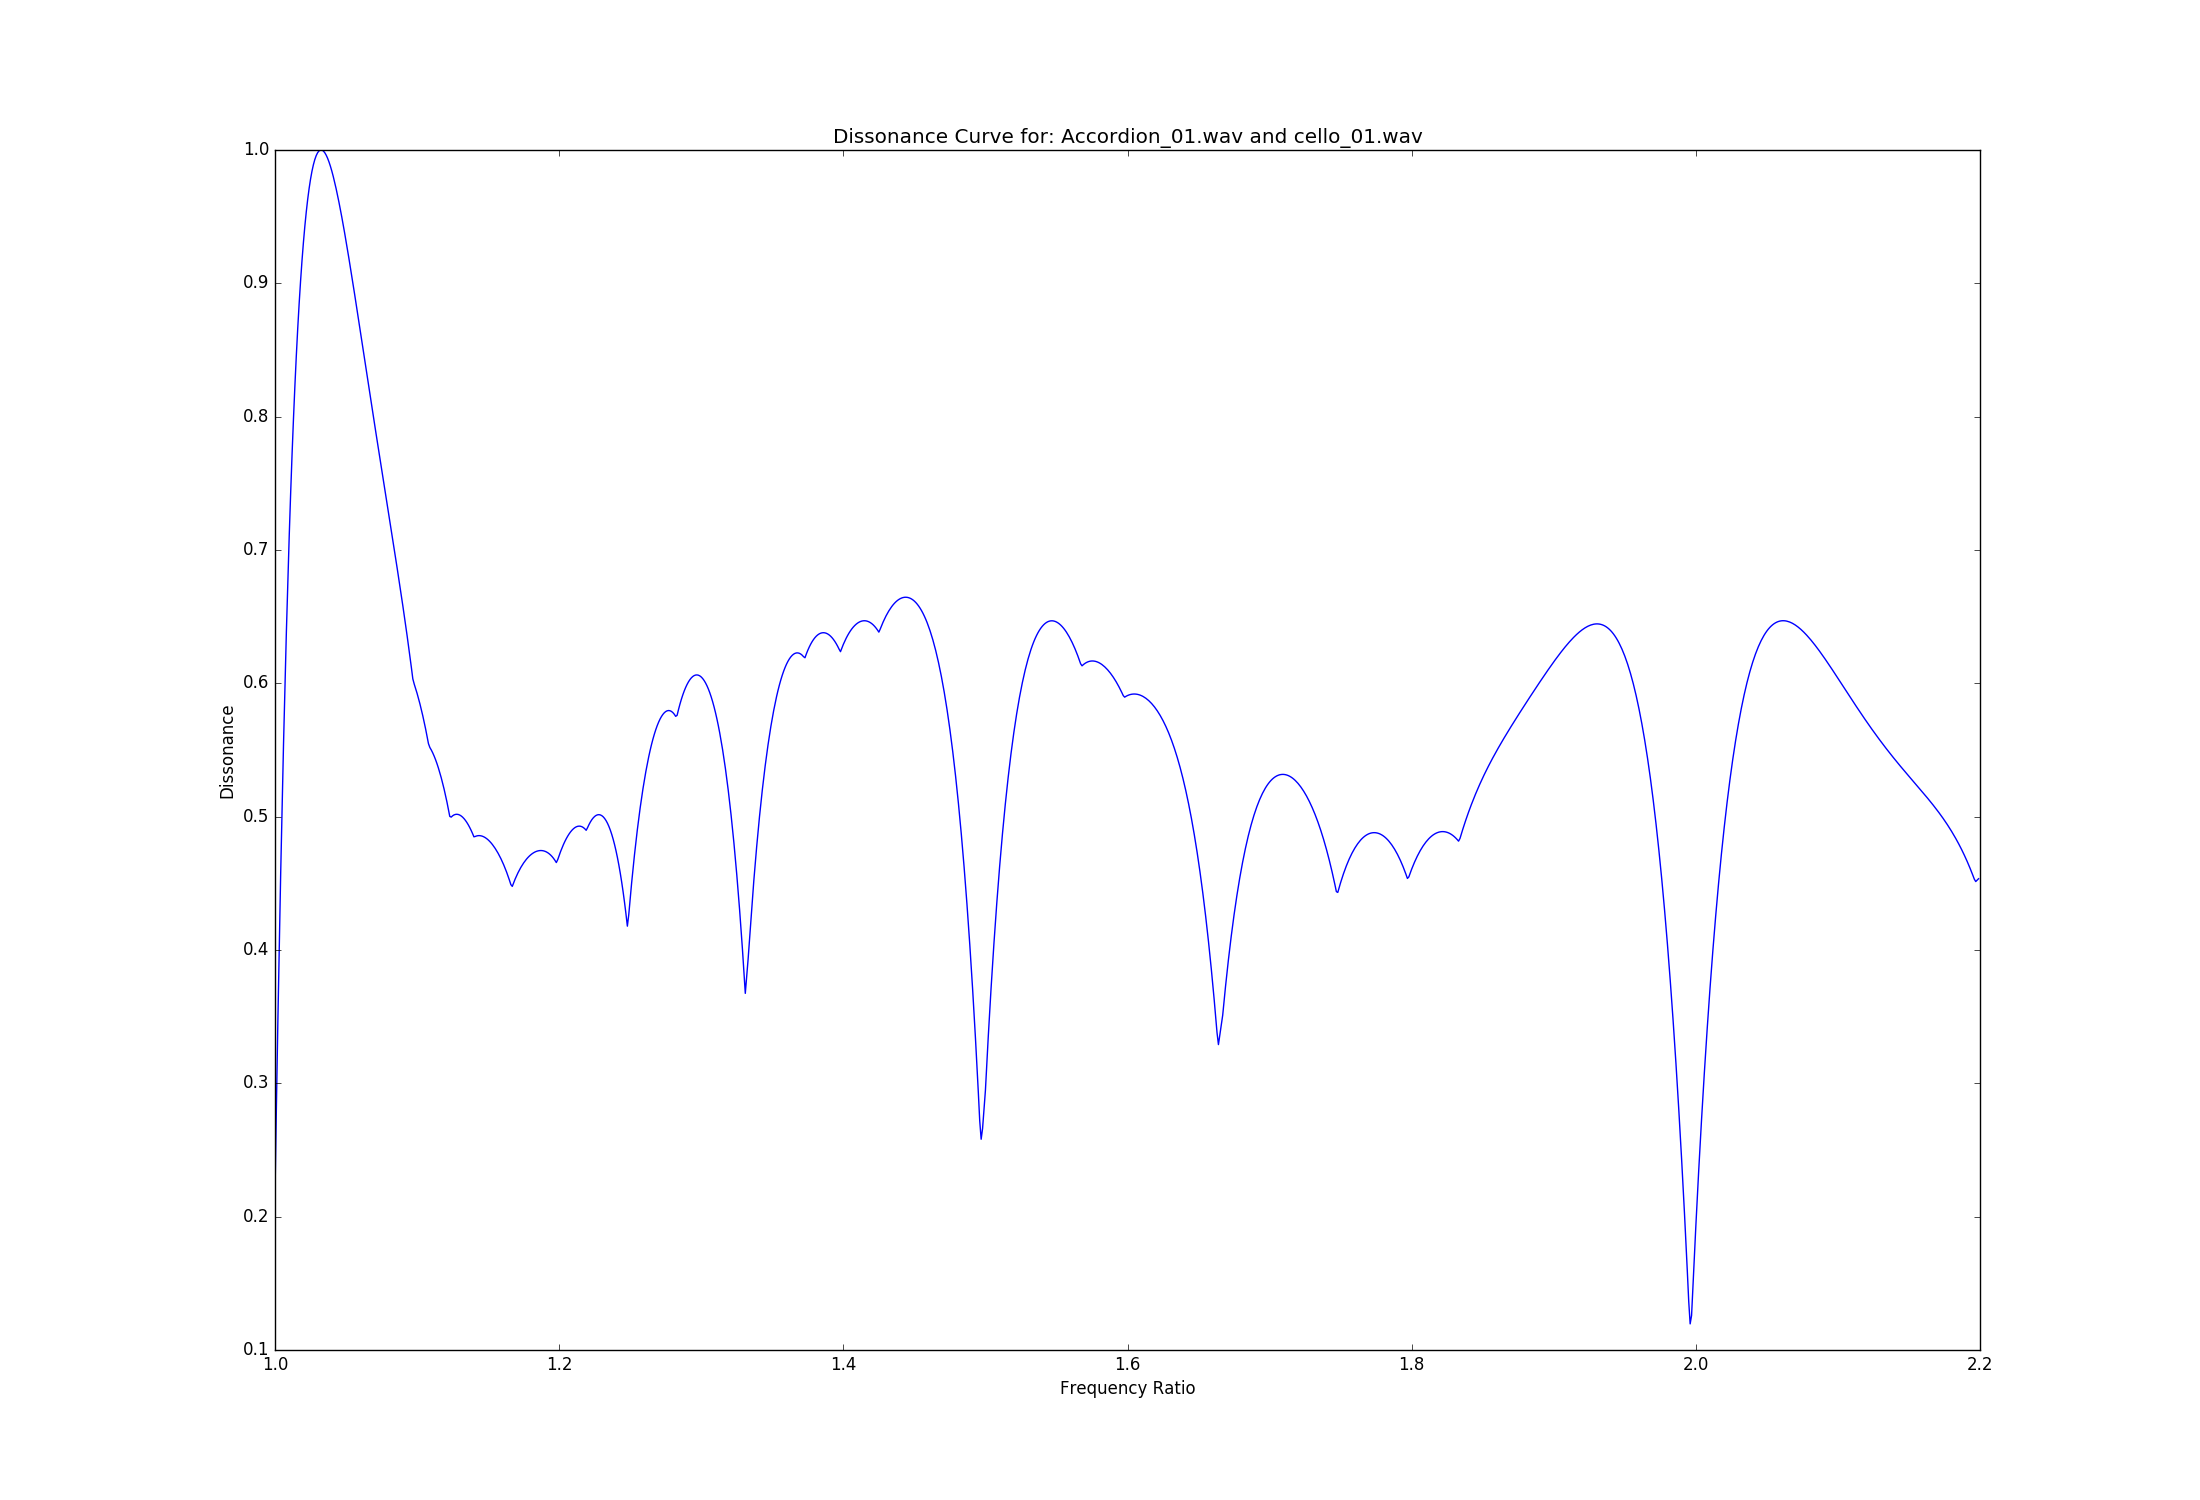 Dissonance Curve for: Accordion_01.wav and cello_01.wav
1.0
0.9
0.8
0.7
0.6
0.5
0.4
0.3
0.2
0.1
Dissonance
1.0 1.2 1.4 1.6 1.8 2.0 2.2
Frequency Ratio